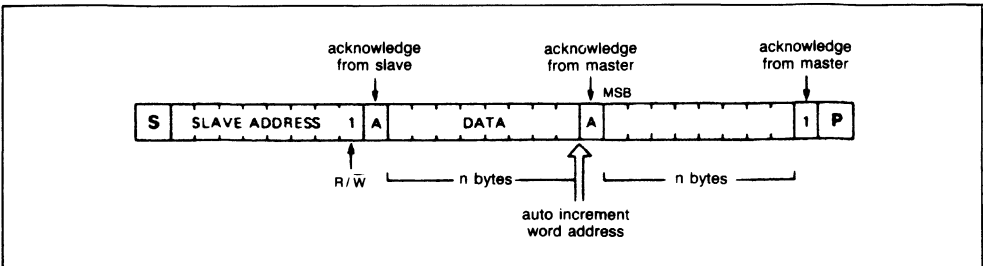 acknowledge
from slave
acknowledge
from master
acknowledge
from master
MSB
S SLAVE ADDRESS 1 A DATA A 1 P
R/W̅
n bytes
n bytes
auto increment
word address